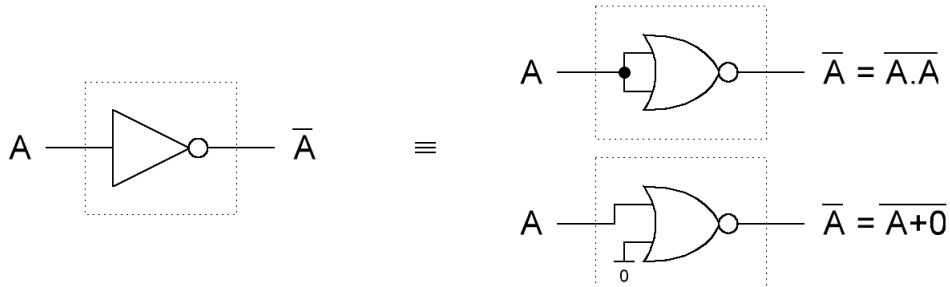 A A̅ ≡
A A̅ = A̅.̅A̅
A A̅ = A̅+̅0̅
0